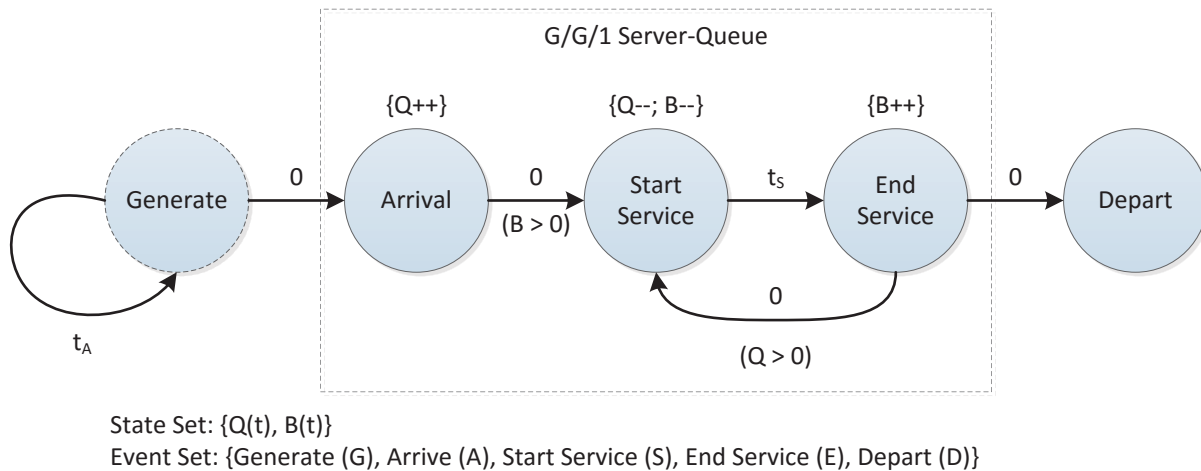 G/G/1 Server-Queue
{Q++}
{Q--; B--}
{B++}
Generate
0
Arrival
0
(B > 0)
Start
Service
tS
End
Service
0
Depart
tA
0
(Q > 0)
State Set: {Q(t), B(t)}
Event Set: {Generate (G), Arrive (A), Start Service (S), End Service (E), Depart (D)}